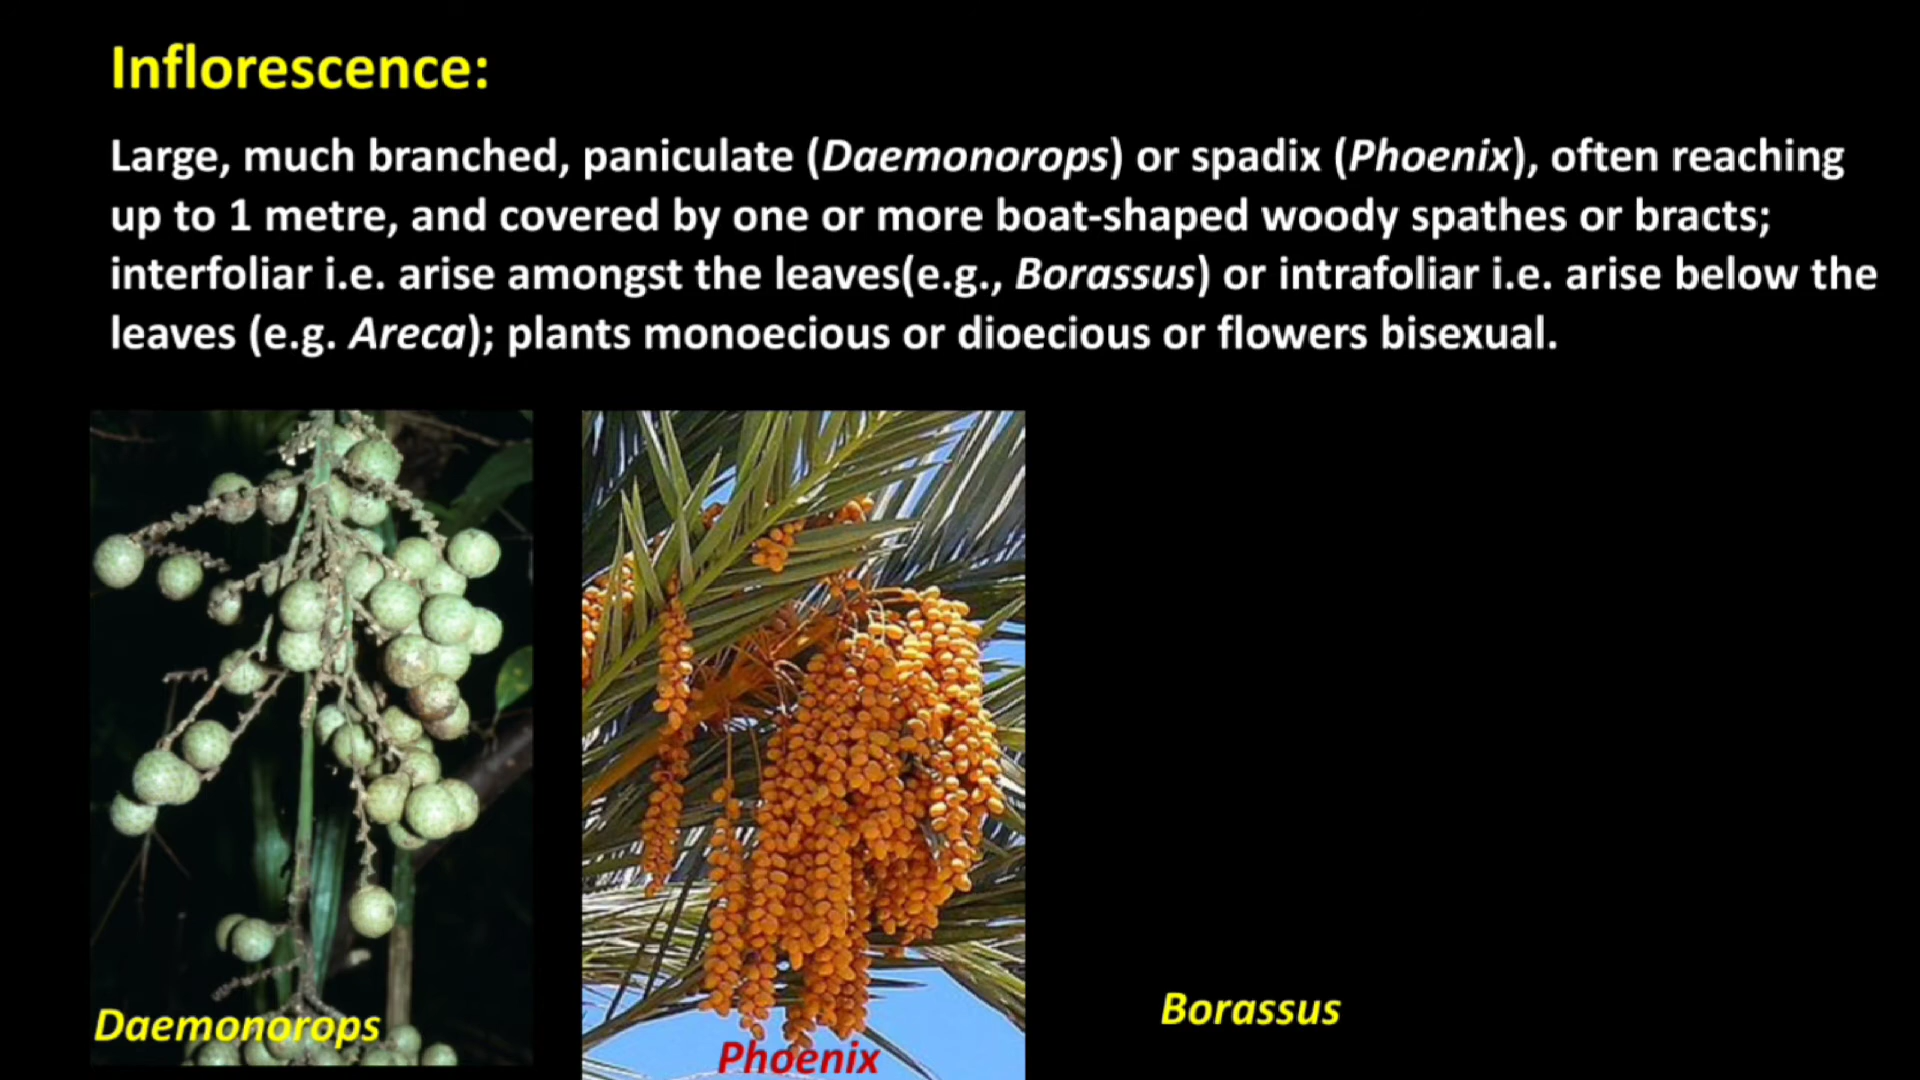 Inflorescence:
Large, much branched, paniculate (Daemonorops) or spadix (Phoenix), often reaching
up to 1 metre, and covered by one or more boat-shaped woody spathes or bracts;
interfoliar i.e. arise amongst the leaves(e.g., Borassus) or intrafoliar i.e. arise below the
leaves (e.g. Areca); plants monoecious or dioecious or flowers bisexual.
Daemonorops
Phoenix
Borassus